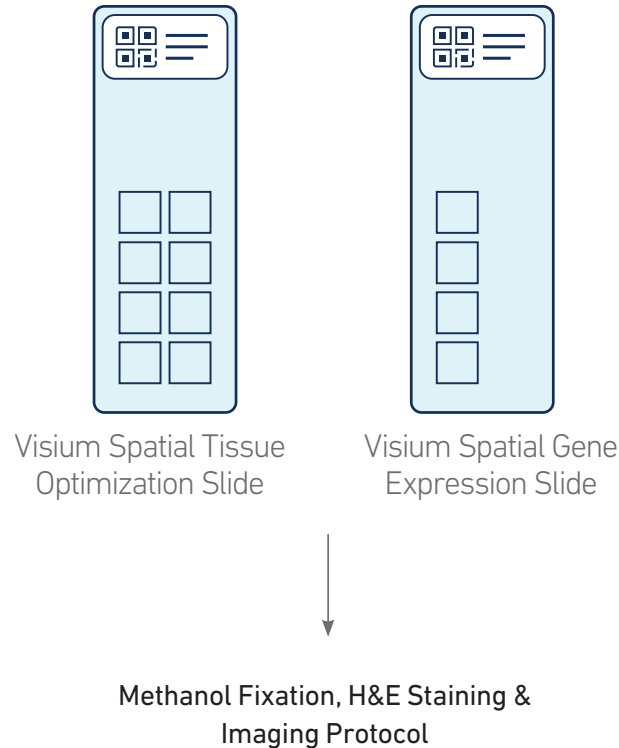 Visium Spatial Tissue
Optimization Slide
Visium Spatial Gene
Expression Slide
Methanol Fixation, H&E Staining &
Imaging Protocol